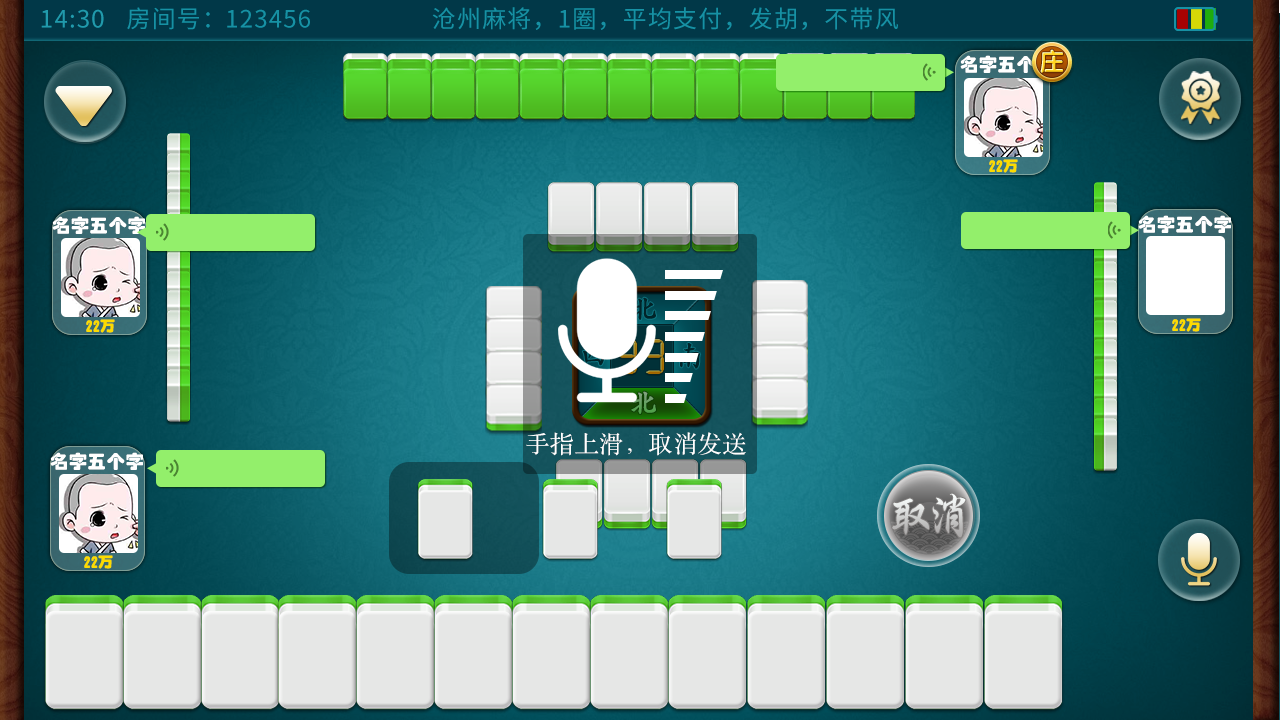 14:30 房间号：123456
沧州麻将，1圈，平均支付，发胡，不带风
名字五个
庄
22万
名字五个字
22万
名字五个字
22万
北
南
北
手指上滑，取消发送
名字五个字
22万
取消